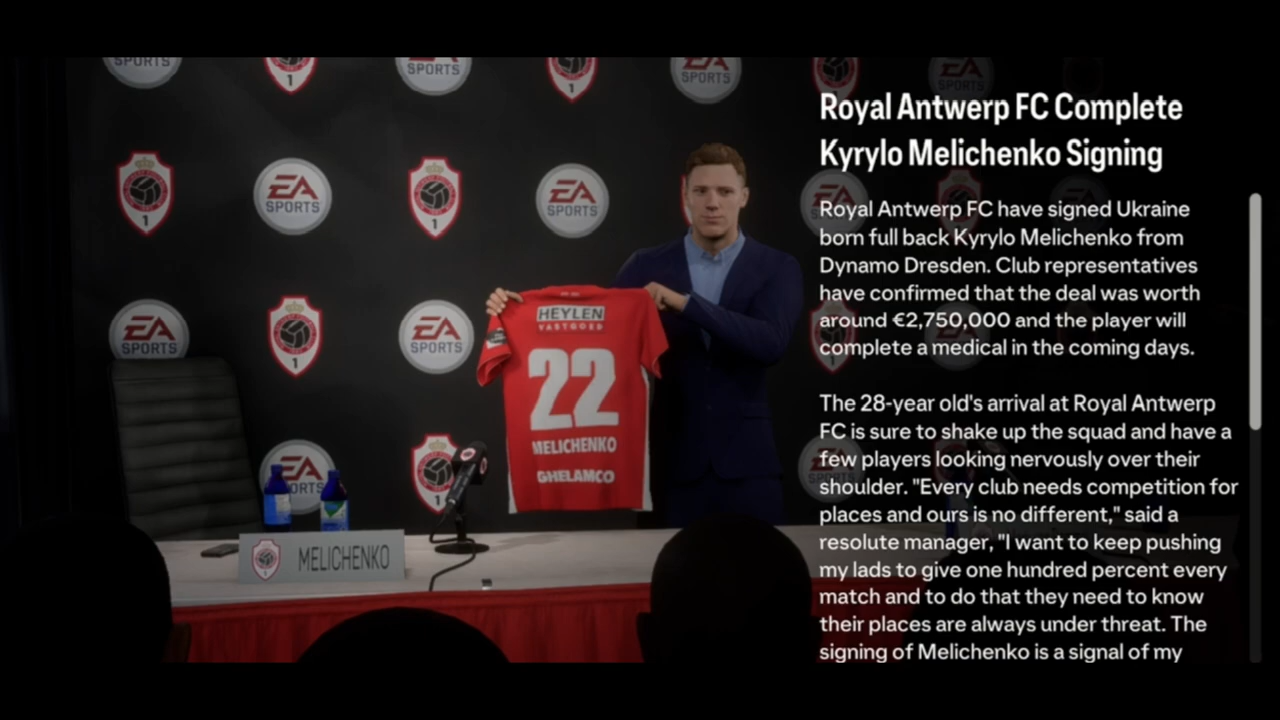 EA
SPORTS
1
EA
SPORTS
1
EA
SPORTS
1
EA
SPORTS
1
EA
SPORTS
EA
SPORTS
1
EA
SPORTS
EA
SPORTS
1
HEYLEN
VASTGOED
22
MELICHENKO
GHELAMCO
MELICHENKO
Royal Antwerp FC Complete
Kyrylo Melichenko Signing
Royal Antwerp FC have signed Ukraine
born full back Kyrylo Melichenko from
Dynamo Dresden. Club representatives
have confirmed that the deal was worth
around €2,750,000 and the player will
complete a medical in the coming days.
The 28-year old's arrival at Royal Antwerp
FC is sure to shake up the squad and have a
few players looking nervously over their
shoulder. "Every club needs competition for
places and ours is no different," said a
resolute manager, "I want to keep pushing
my lads to give one hundred percent every
match and to do that they need to know
their places are always under threat. The
signing of Melichenko is a signal of my